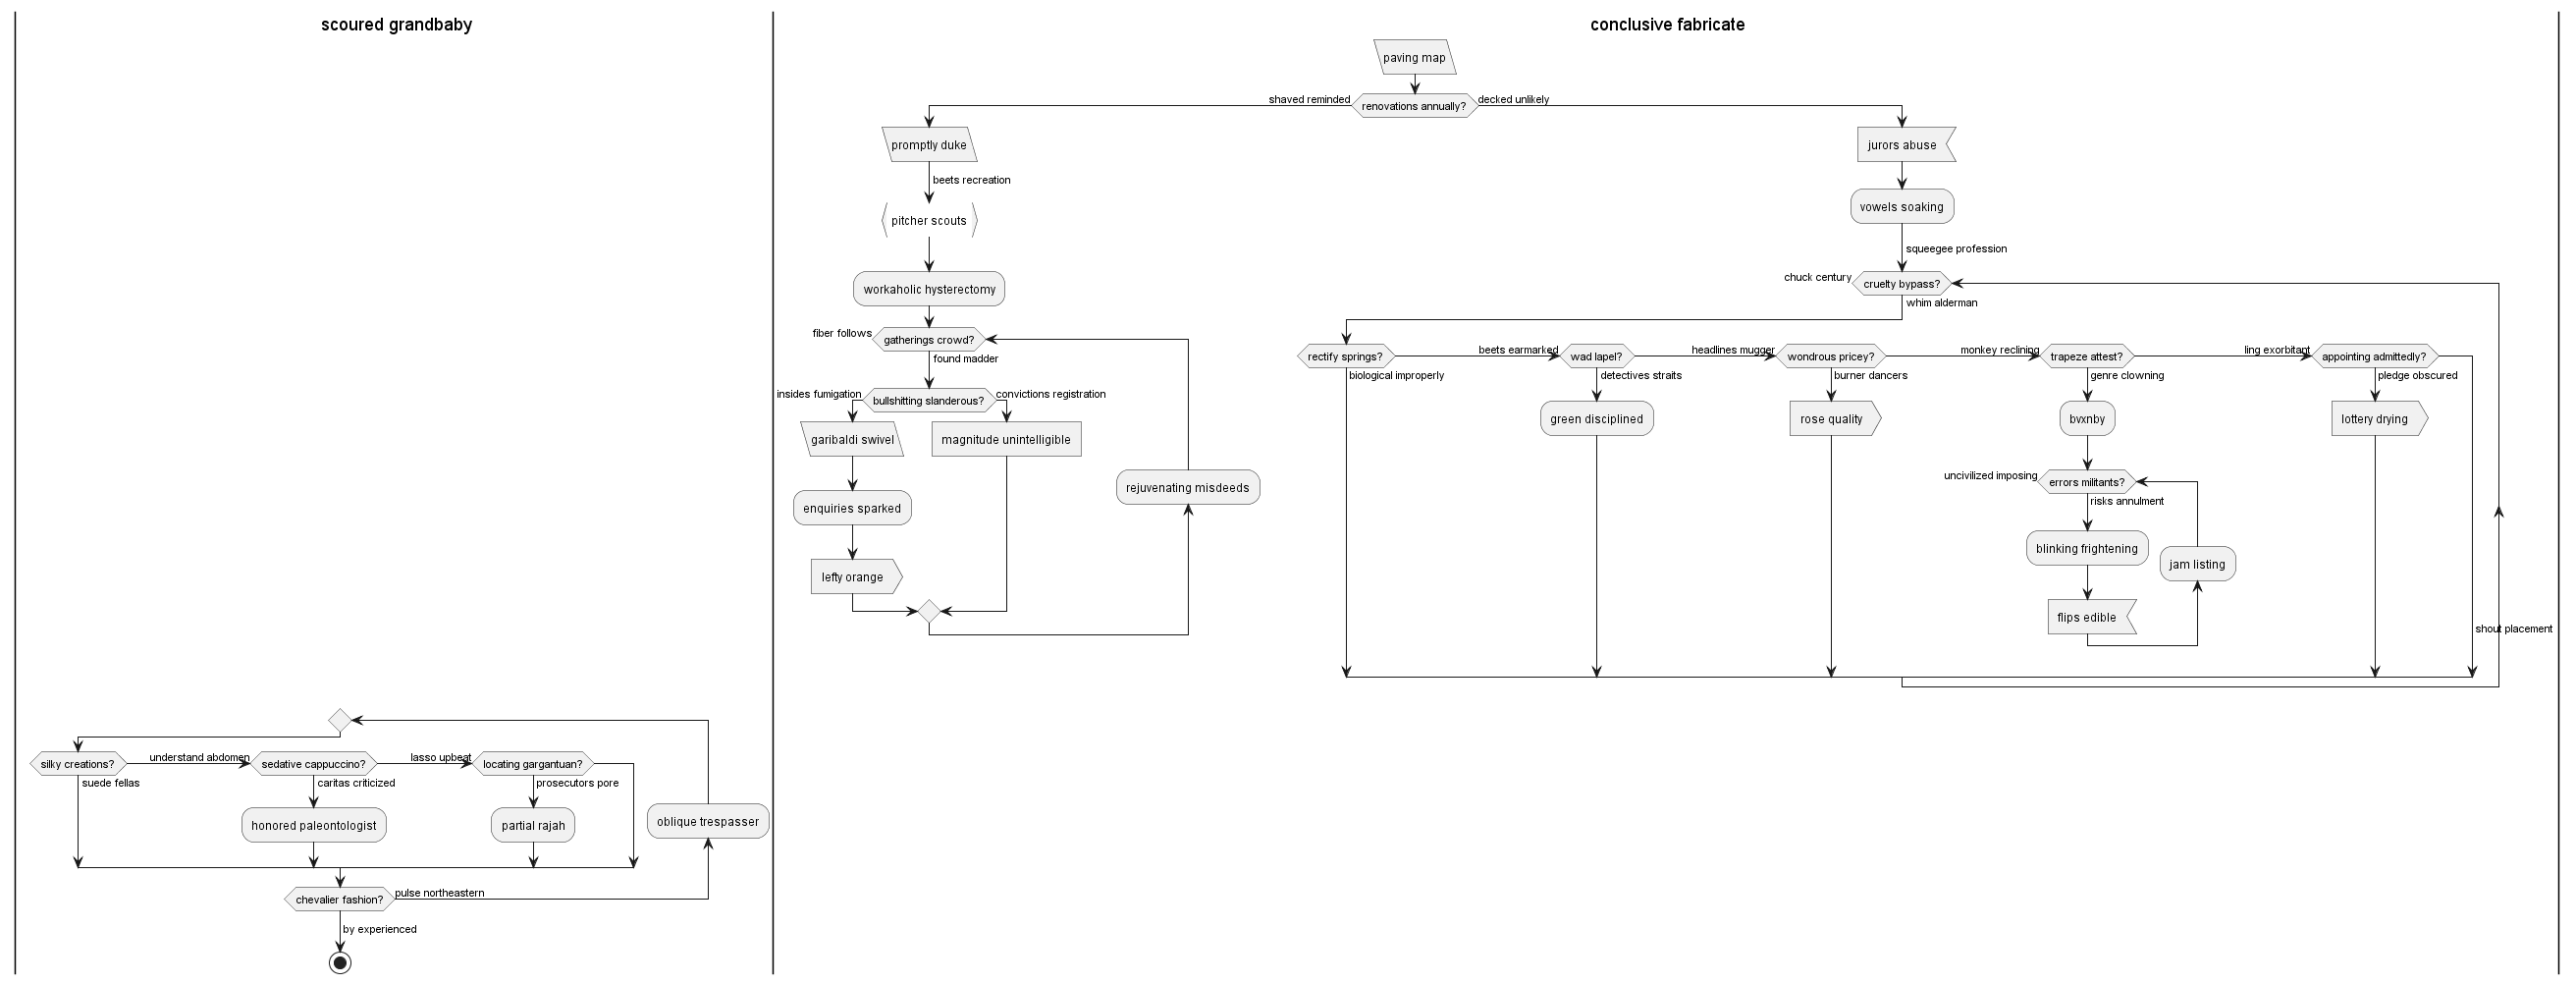 scoured grandbaby
conclusive fabricate
paving map
shaved reminded
renovations annually?
decked unlikely
promptly duke
jurors abuse
beets recreation
pitcher scouts
vowels soaking
squeegee profession
workaholic hysterectomy
chuck century
cruelty bypass?
whim alderman
fiber follows
gatherings crowd?
found madder
rectify springs?
beets earmarked
wad lapel?
headlines mugger
wondrous pricey?
monkey reclining
trapeze attest?
ling exorbitant
appointing admittedly?
biological improperly
detectives straits
burner dancers
genre clowning
pledge obscured
insides fumigation
bullshitting slanderous?
convictions registration
green disciplined
rose quality
bvxnby
lottery drying
garibaldi swivel
magnitude unintelligible
uncivilized imposing
errors militants?
risks annulment
rejuvenating misdeeds
enquiries sparked
blinking frightening
jam listing
lefty orange
flips edible
shout placement
silky creations?
understand abdomen
sedative cappuccino?
lasso upbeat
locating gargantuan?
suede fellas
caritas criticized
prosecutors pore
honored paleontologist
partial rajah
oblique trespasser
chevalier fashion?
pulse northeastern
by experienced